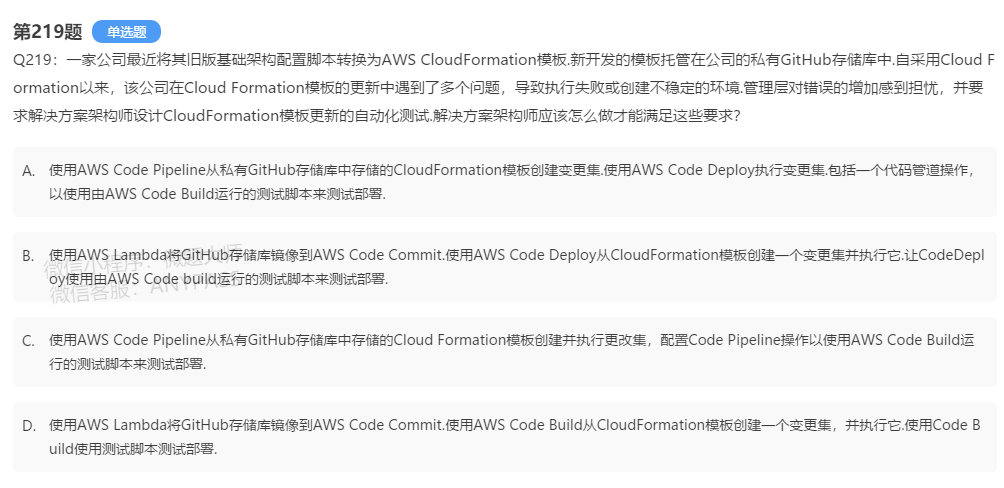 第219题 单选题
Q219：一家公司最近将其旧版基础架构配置脚本转换为AWS CloudFormation模板.新开发的模板托管在公司的私有GitHub存储库中.自采用Cloud F
ormation以来，该公司在Cloud Formation模板的更新中遇到了多个问题，导致执行失败或创建不稳定的环境.管理层对错误的增加感到担忧，并要
求解决方案架构师设计CloudFormation模板更新的自动化测试.解决方案架构师应该怎么做才能满足这些要求？
A. 使用AWS Code Pipeline从私有GitHub存储库中存储的CloudFormation模板创建变更集.使用AWS Code Deploy执行变更集.包括一个代码管道操作，
以使用由AWS Code Build运行的测试脚本来测试部署.
B. 使用AWS Lambda将GitHub存储库镜像到AWS Code Commit.使用AWS Code Deploy从CloudFormation模板创建一个变更集并执行它.让CodeDepl
oy使用由AWS Code build运行的测试脚本来测试部署.
微信小程序：微题大师
微信客服：
C. 使用AWS Code Pipeline从私有GitHub存储库中存储的Cloud Formation模板创建并执行更改集，配置Code Pipeline操作以使用AWS Code Build运
行的测试脚本来测试部署.
D. 使用AWS Lambda将GitHub存储库镜像到AWS Code Commit.使用AWS Code Build从CloudFormation模板创建一个变更集，并执行它.使用Code B
uild使用测试脚本测试部署.